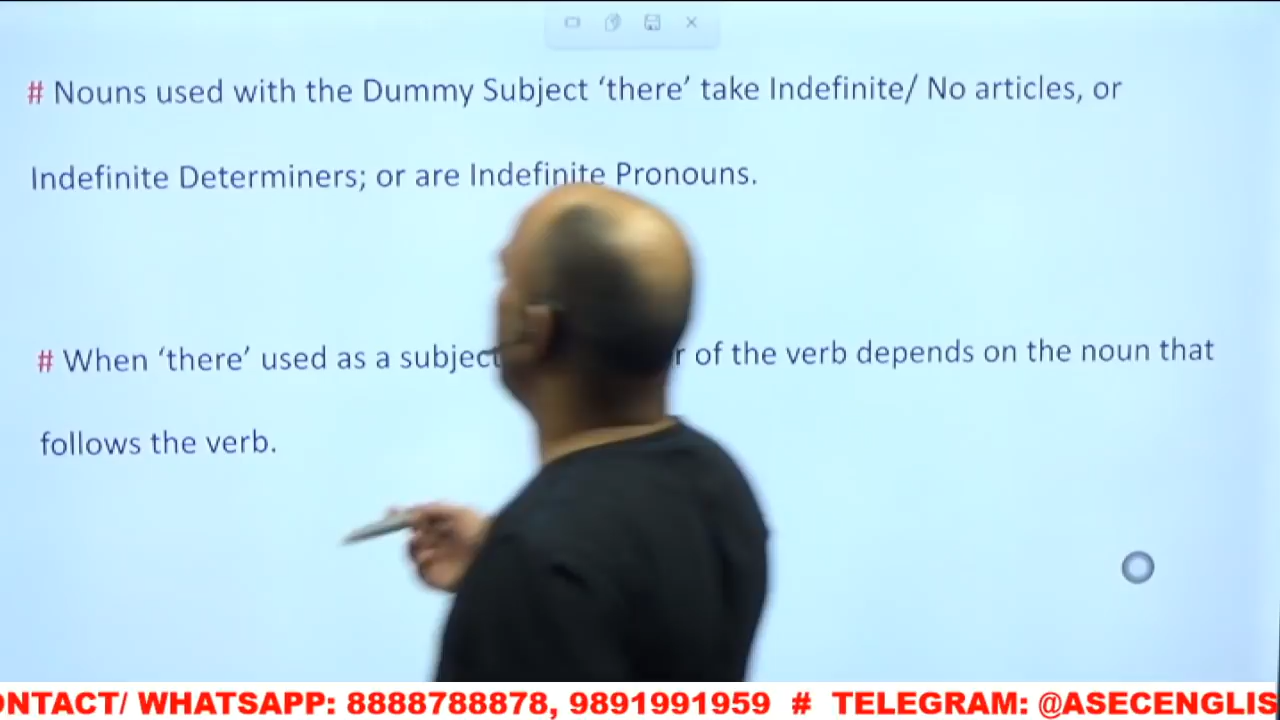 # Nouns used with the Dummy Subject ‘there’ take Indefinite/ No articles, or
Indefinite Determiners; or are Indefinite Pronouns.
# When ‘there’ used as a subject of the verb depends on the noun that
follows the verb.
CONTACT/ WHATSAPP: 8888788878, 9891991959 # TELEGRAM: @ASECENGLIS